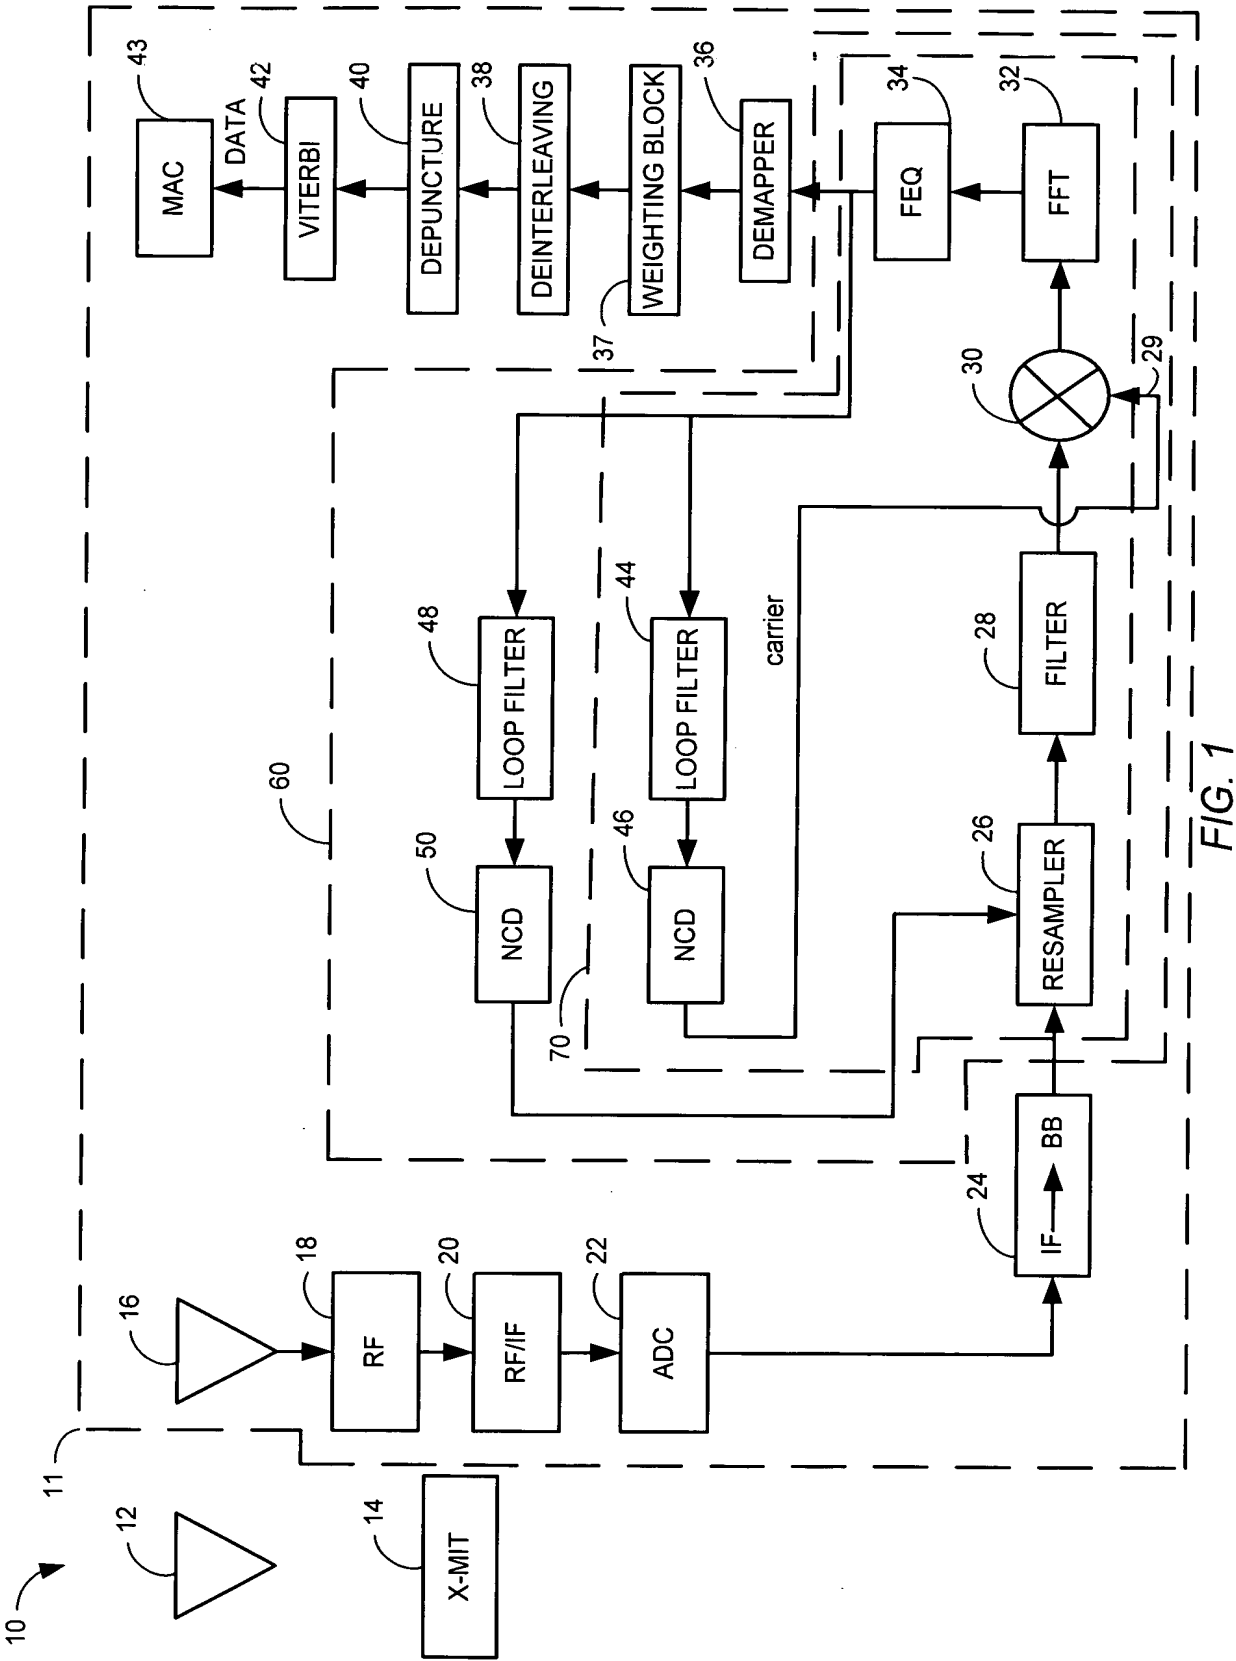 10
12
X-MIT
14
11
16
RF
18
RF/IF
20
ADC
22
IF BB
24
60
50
NCD
48
LOOP FILTER
70
46
NCD
44
LOOP FILTER
carrier
RESAMPLER
26
FILTER
28
30
29
FFT
32
FEQ
34
DEMAPPER
36
WEIGHTING BLOCK
37
DEINTERLEAVING
38
DEPUNCTURE
40
VITERBI
42
DATA
MAC
43
FIG. 1